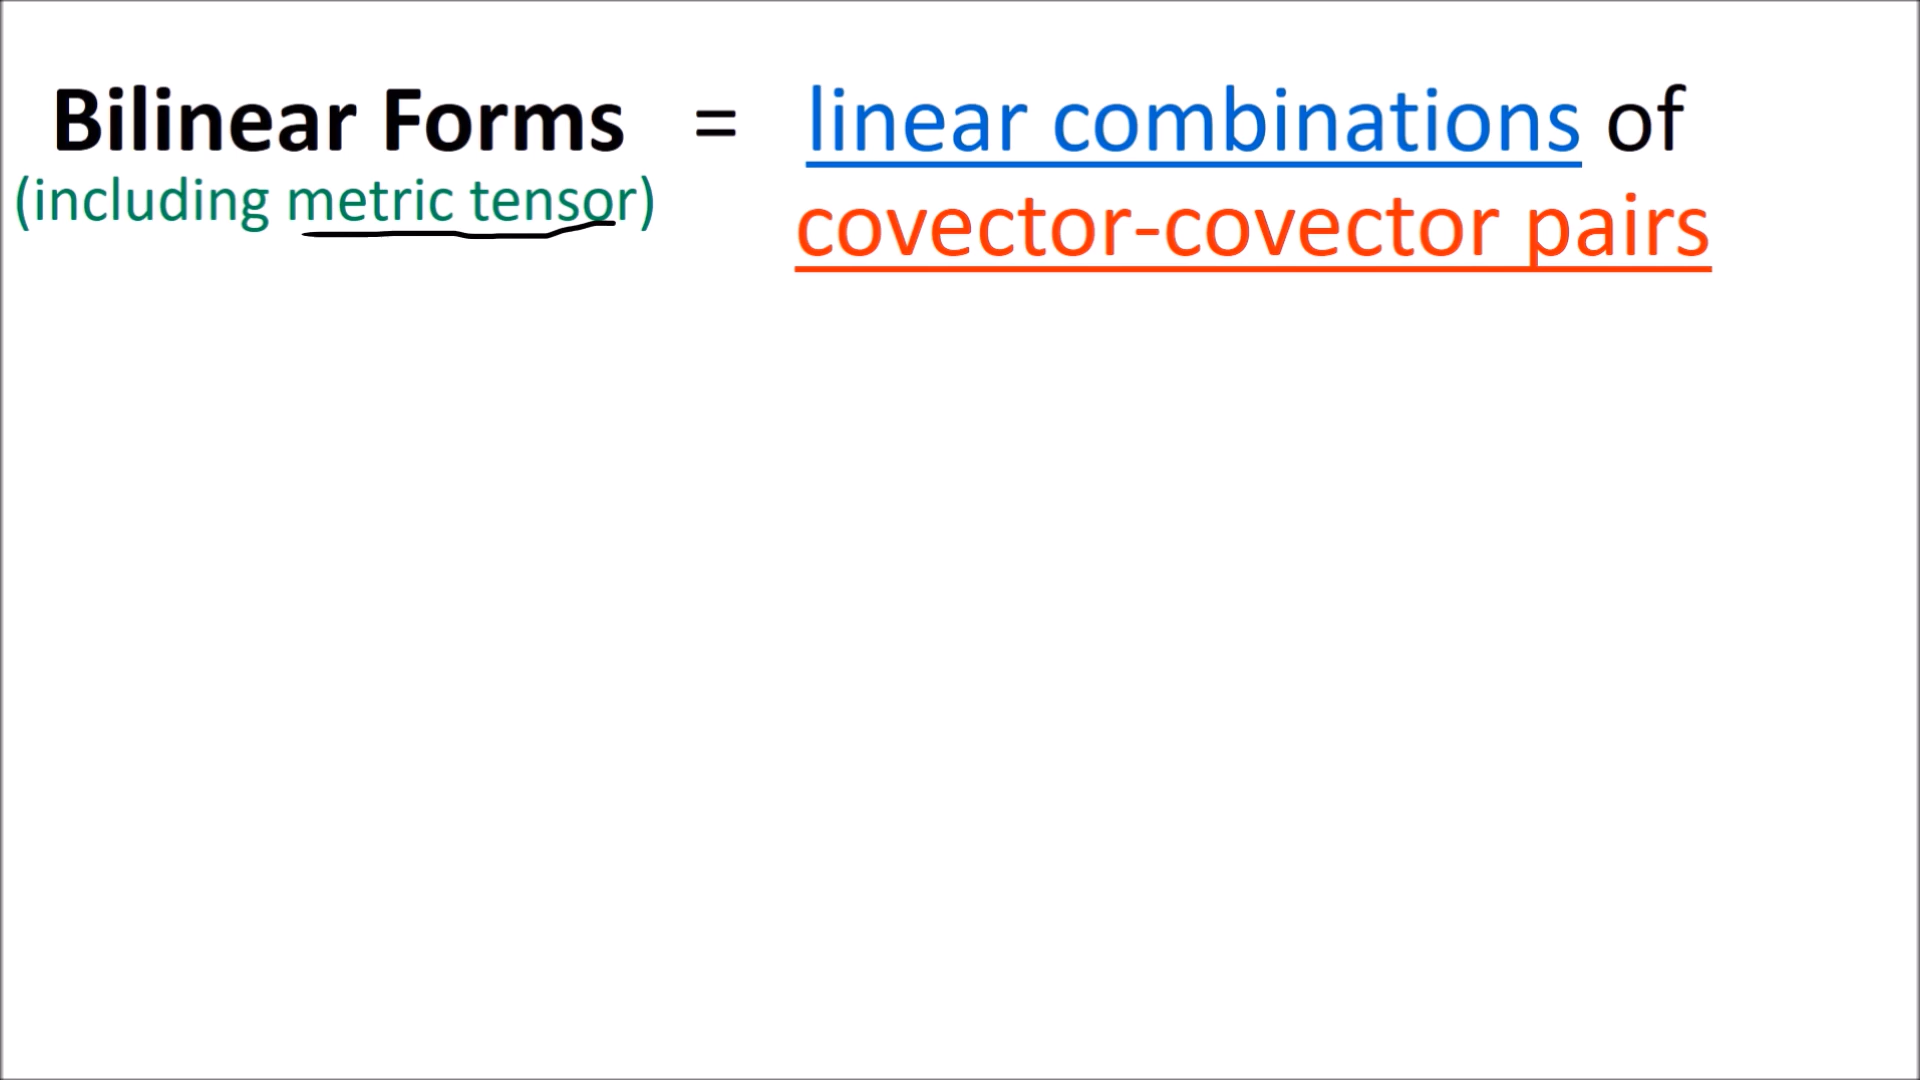 Bilinear Forms = linear combinations of
(including metric tensor) covector-covector pairs